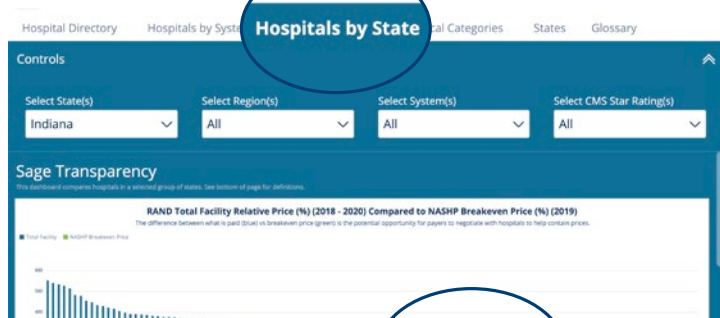 Hospital Directory Hospitals by Syste Hospitals by State cal Categories States Glossary
Controls
Select State(s) Select Region(s) Select System(s) Select CMS Star Rating(s)
Indiana All All All
Sage Transparency
This dashboard compares hospitals in a selected group of states. See bottom of page for definitions.
RAND Total Facility Relative Price (%) (2018 - 2020) Compared to NASHP Breakeven Price (%) (2019)
The difference between what is paid (blue) vs breakeven price (green) is the potential opportunity for payers to negotiate with hospitals to help contain prices.
Total Facility NASHP Breakeven Price
600
500
400